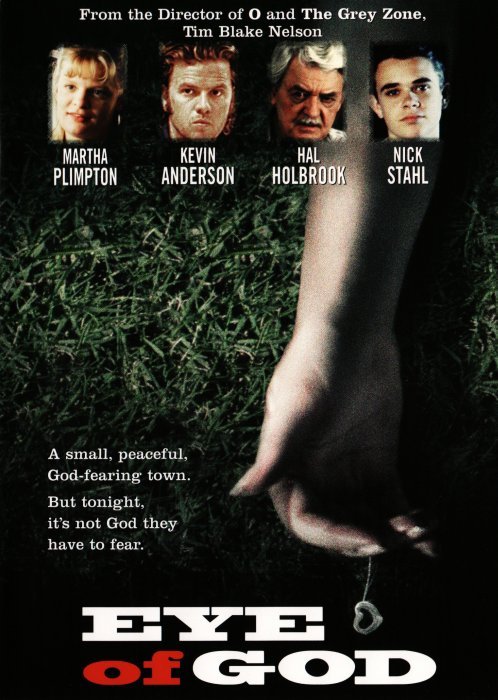 From the Director of O and The Grey Zone,
Tim Blake Nelson
MARTHA
PLIMPTON
KEVIN
ANDERSON
HAL
HOLBROOK
NICK
STAHL
A small, peaceful,
God-fearing town.
But tonight,
it's not God they
have to fear.
EYE
of GOD